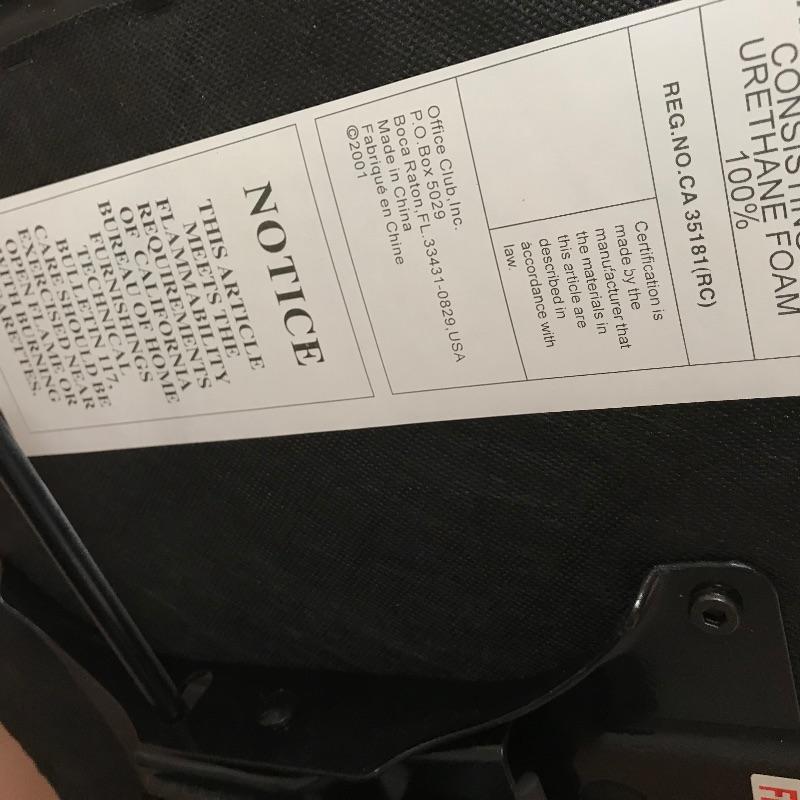 CONSISTING
URETHANE FOAM
100%
REG.NO.CA 35181(RC)
Certification is
made by the
manufacturer that
the materials in
this article are
described in
accordance with
law.
Office Club,Inc.
P.O.Box 5029
Boca Raton,FL.33431-0829,USA
Made in China
Fabriqué en Chine
©2001
NOTICE
THIS ARTICLE
MEETS THE
FLAMMABILITY
REQUIREMENTS
OF CALIFORNIA
BUREAU OF HOME
FURNISHINGS
TECHNICAL
BULLETIN 117.
CARE SHOULD BE
EXERCISED NEAR
OPEN FLAME OR
WITH BURNING